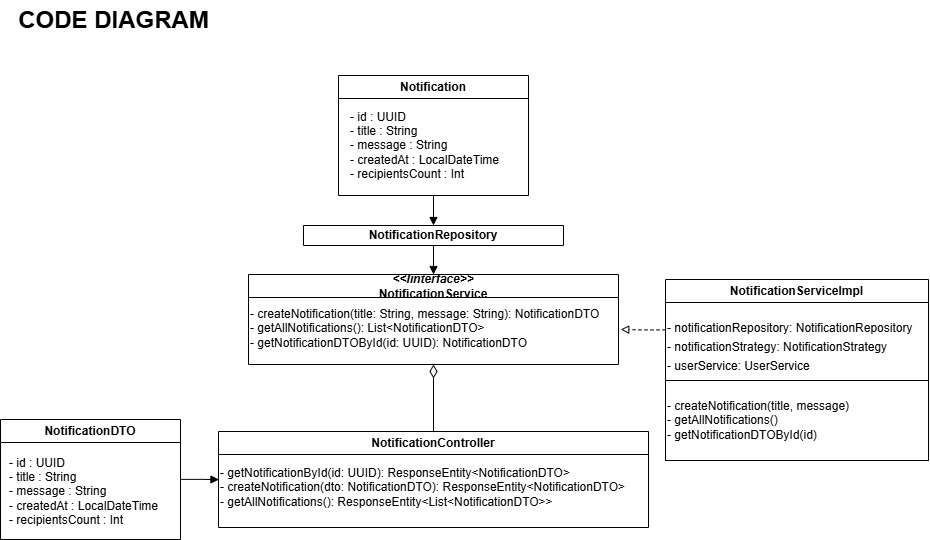 CODE DIAGRAM
Notification
- id : UUID
- title : String
- message : String
- createdAt : LocalDateTime
- recipientsCount : Int
NotificationRepository
<<Iinterface>>
NotificationService
- createNotification(title: String, message: String): NotificationDTO
- getAllNotifications(): List<NotificationDTO>
- getNotificationDTOById(id: UUID): NotificationDTO
NotificationServiceImpl
- notificationRepository: NotificationRepository
- notificationStrategy: NotificationStrategy
- userService: UserService
- createNotification(title, message)
- getAllNotifications()
- getNotificationDTOById(id)
NotificationDTO
- id : UUID
- title : String
- message : String
- createdAt : LocalDateTime
- recipientsCount : Int
NotificationController
- getNotificationById(id: UUID): ResponseEntity<NotificationDTO>
- createNotification(dto: NotificationDTO): ResponseEntity<NotificationDTO>
- getAllNotifications(): ResponseEntity<List<NotificationDTO>>